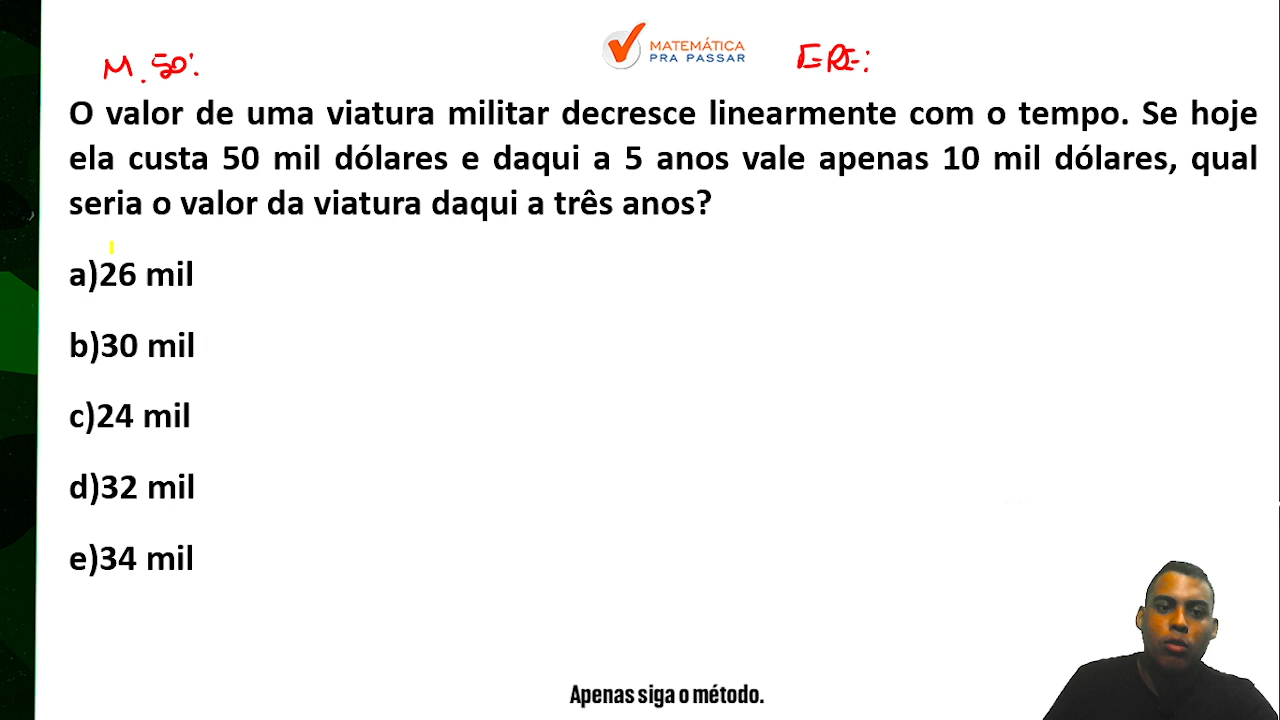 M. 50:
MATEMÁTICA
PRA PASSAR
O valor de uma viatura militar decresce linearmente com o tempo. Se hoje
ela custa 50 mil dólares e daqui a 5 anos vale apenas 10 mil dólares, qual
seria o valor da viatura daqui a três anos?
a)26 mil
b)30 mil
c)24 mil
d)32 mil
e)34 mil
Apenas siga o método.